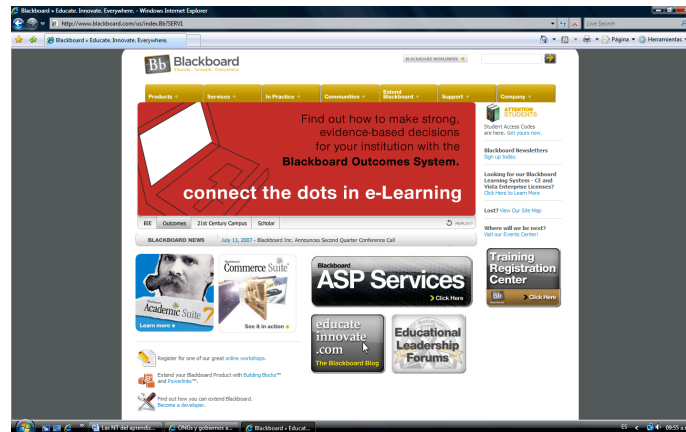 Blackboard » Educate. Innovate. Everywhere. - Windows Internet Explorer
http://www.blackboard.com/us/index.Bb?SERV1
Live Search
Blackboard » Educate. Innovate. Everywhere.
Página
Herramientas
Bb Blackboard
Educate. Innovate. Everywhere.
BLACKBOARD WORLDWIDE
Products
Services
In Practice
Communities
Extend
Blackboard
Support
Company
Find out how to make strong,
evidence-based decisions
for your institution with the
Blackboard Outcomes System.
connect the dots in e-Learning
BIE
Outcomes
21st Century Campus
Scholar
REPLAY?
BLACKBOARD NEWS
July 11, 2007 - Blackboard Inc. Announces Second Quarter Conference Call
ATTENTION
STUDENTS
Student Access Codes
are here. Get yours now.
Blackboard Newsletters
Sign up today.
Looking for our Blackboard
Learning System - CE and
Vista Enterprise Licenses?
Click Here to Learn More
Lost? View Our Site Map
Where will we be next?
Visit our Events Center!
Academic Suite
Learn more
Commerce Suite™
See it in action
Blackboard
ASP Services
Click Here
Training
Registration
Center
Bb
Click Here
educate
innovate
.com
The Blackboard Blog
Educational
Leadership
Forums
Register for one of our great online workshops.
Extend your Blackboard Product with Building Blocks™
and Powerlinks™.
Find out how you can extend Blackboard.
Become a developer.
Las NT del aprendiz...
ONGs y gobiernos a...
Blackboard » Educat...
ES
09:55 a.